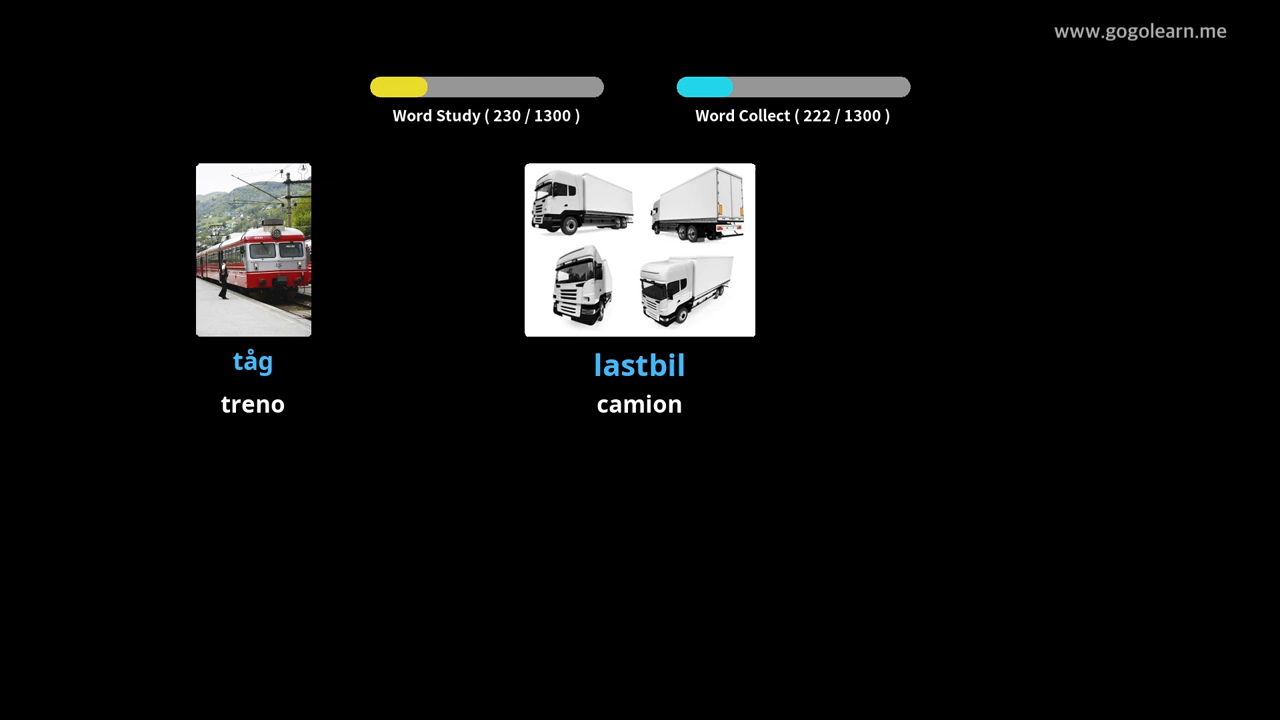 www.gogolearn.me
Word Study ( 230 / 1300 )
Word Collect ( 222 / 1300 )
tåg
treno
lastbil
camion